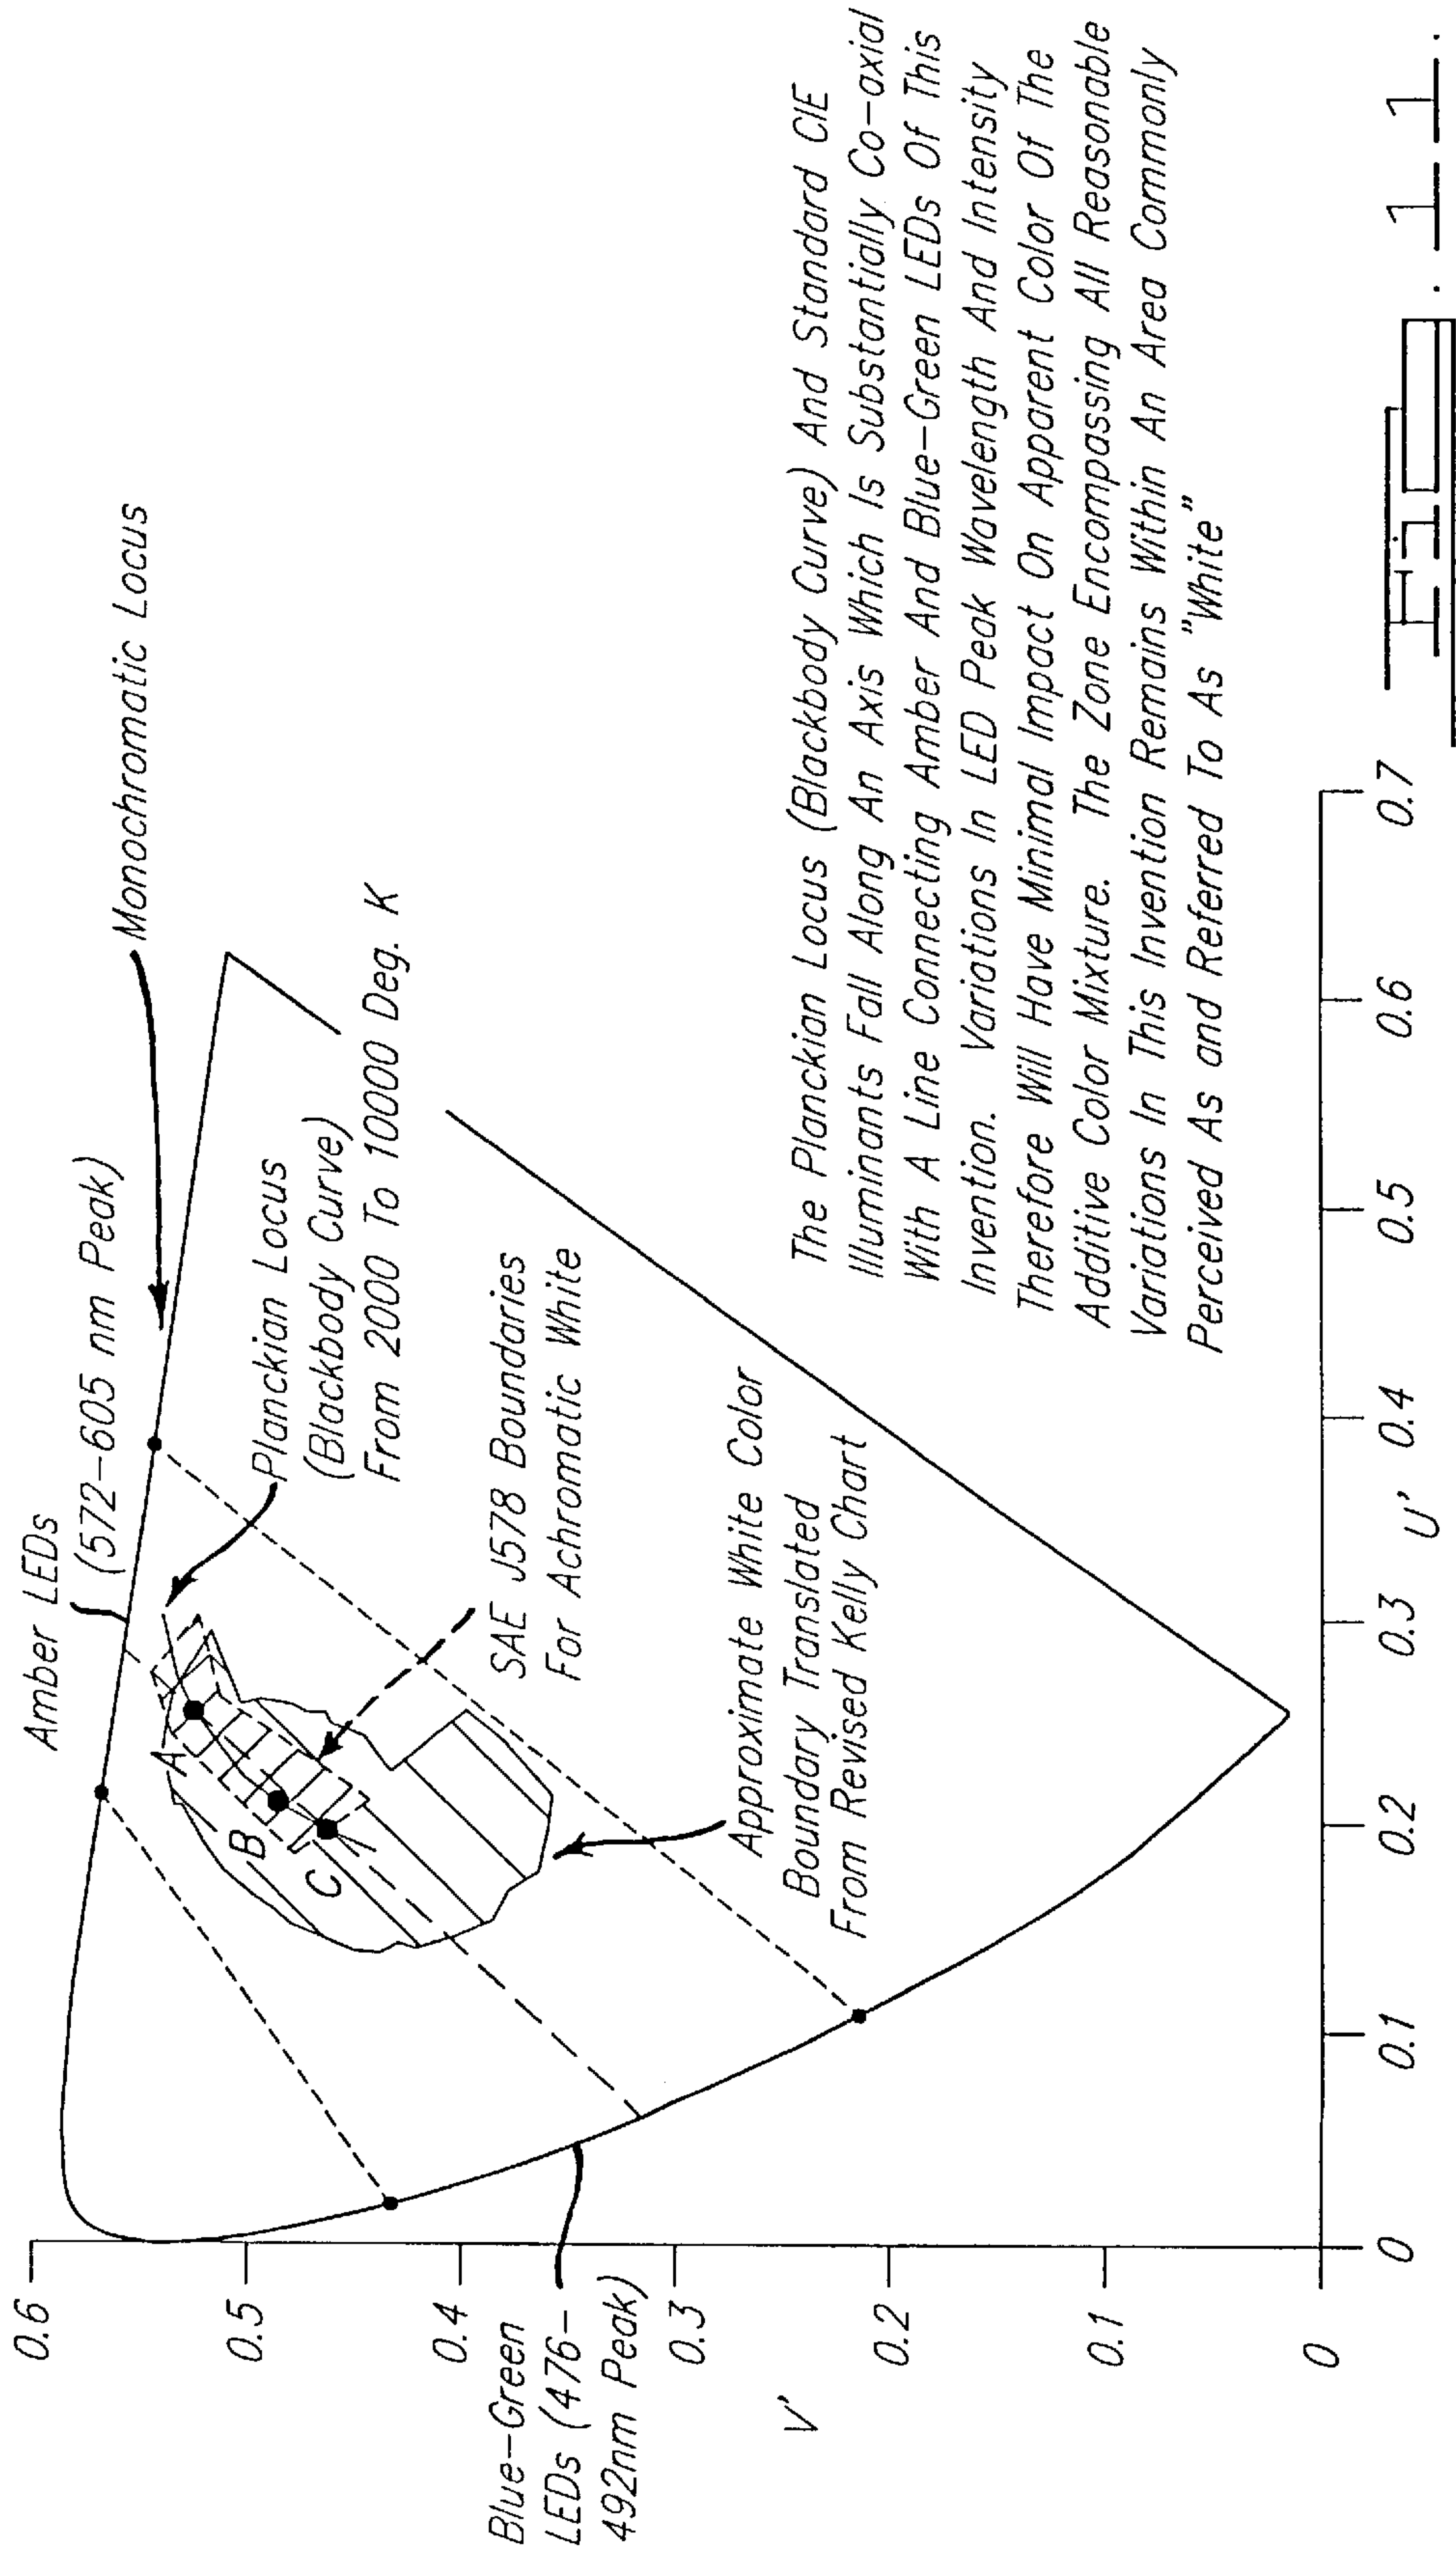 Amber LEDs
(572-605 nm Peak)
Monochromatic Locus
Planckian Locus
(Blackbody Curve)
From 2000 To 10000 Deg. K
SAE J578 Boundaries
For Achromatic White
Approximate White Color
Boundary Translated
From Revised Kelly Chart
A
B
C
Blue-Green
LEDs (476-
492nm Peak)
0.6
0.5
0.4
0.3
0.2
0.1
0
V'
0
0.1
0.2
0.3
0.4
0.5
0.6
0.7
U'
The Planckian Locus (Blackbody Curve) And Standard CIE
Illuminants Fall Along An Axis Which Is Substantially Co-axial
With A Line Connecting Amber And Blue-Green LEDs Of This
Invention. Variations In LED Peak Wavelength And Intensity
Therefore Will Have Minimal Impact On Apparent Color Of The
Additive Color Mixture. The Zone Encompassing All Reasonable
Variations In This Invention Remains Within An Area Commonly
Perceived As and Referred To As "White"
Fig. 11.